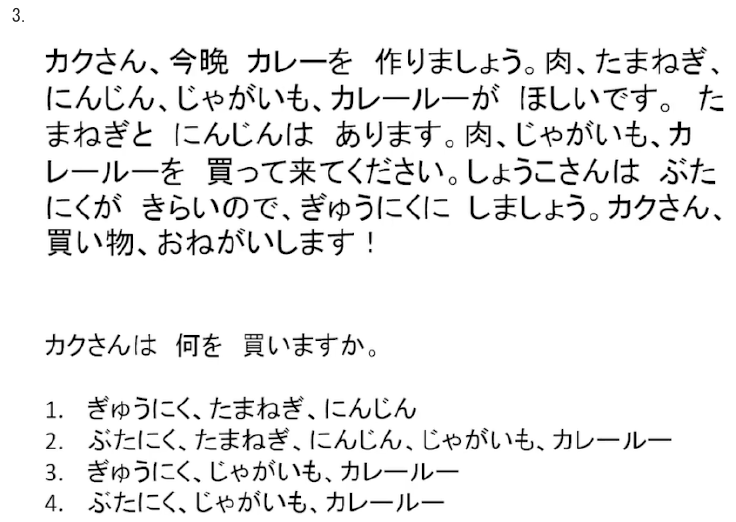 3.
カクさん、今晩　カレーを　作りましょう。肉、たまねぎ、
にんじん、じゃがいも、カレールーが　ほしいです。　た
まねぎと　にんじんは　あります。肉、じゃがいも、カ
レールーを　買って来てください。しょうこさんは　ぶた
にくが　きらいので、ぎゅうにくに　しましょう。カクさん、
買い物、おねがいします！
カクさんは　何を　買いますか。
1.　ぎゅうにく、たまねぎ、にんじん
2.　ぶたにく、たまねぎ、にんじん、じゃがいも、カレールー
3.　ぎゅうにく、じゃがいも、カレールー
4.　ぶたにく、じゃがいも、カレールー